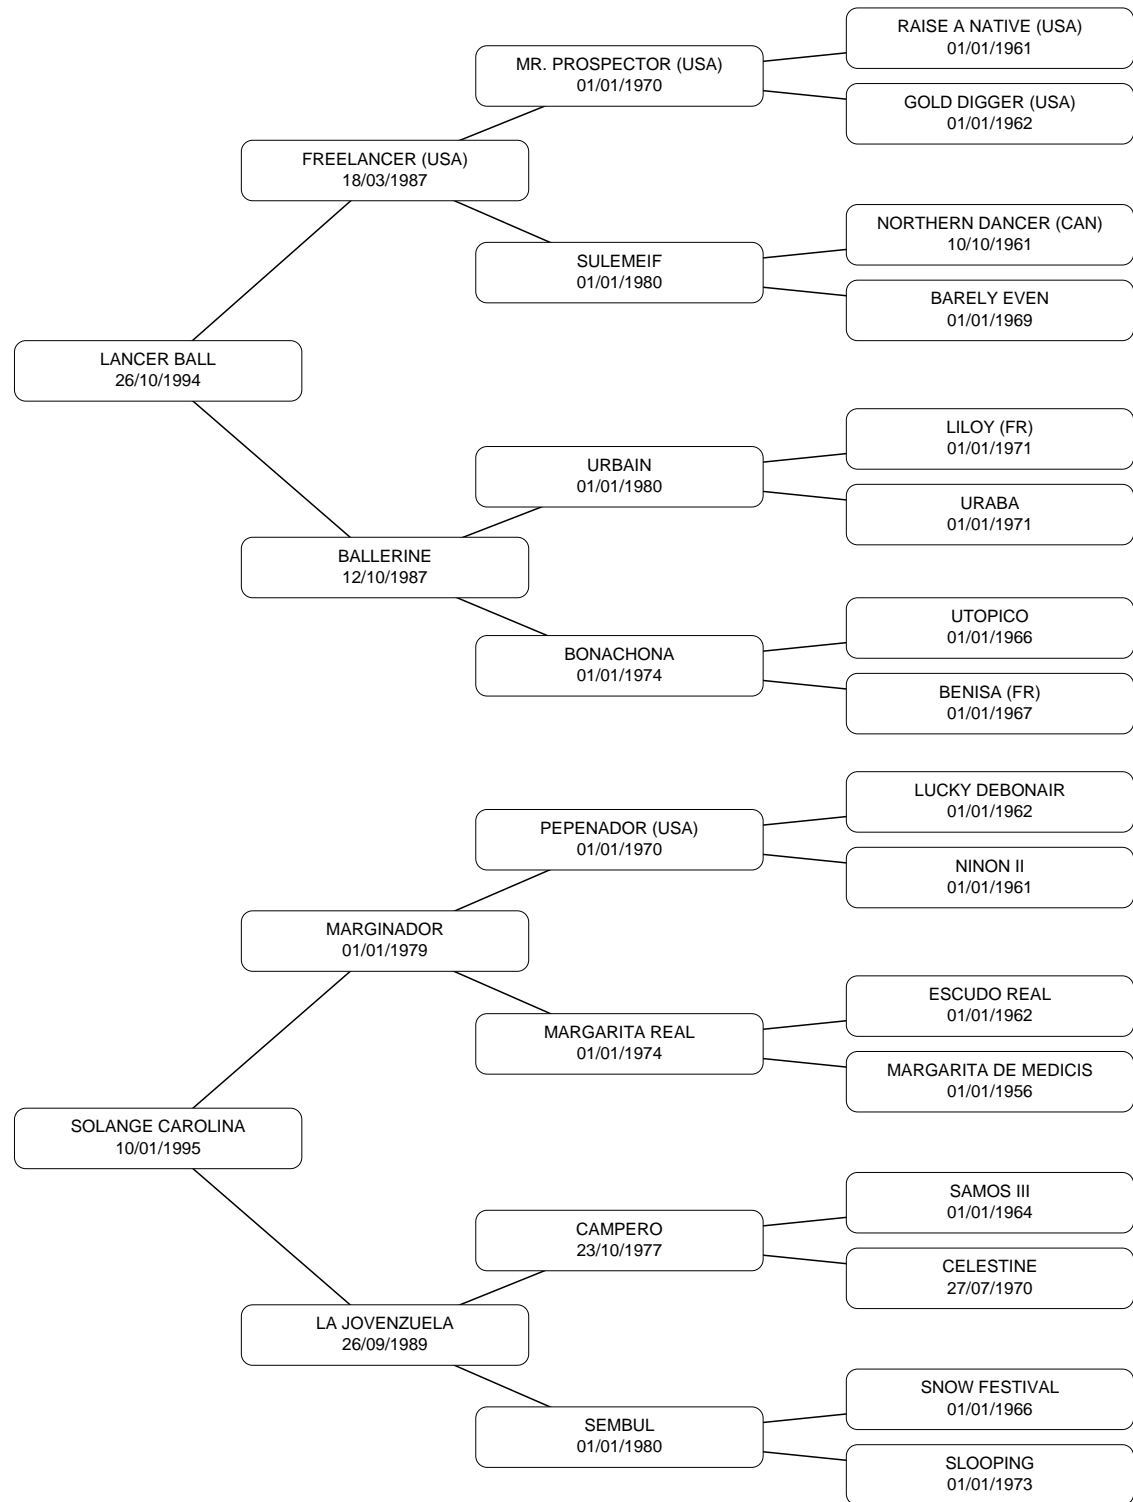 RAISE A NATIVE (USA)
01/01/1961
MR. PROSPECTOR (USA)
01/01/1970
GOLD DIGGER (USA)
01/01/1962
FREELANCER (USA)
18/03/1987
NORTHERN DANCER (CAN)
10/10/1961
SULEMEIF
01/01/1980
BARELY EVEN
01/01/1969
LANCER BALL
26/10/1994
LILOY (FR)
01/01/1971
URBAIN
01/01/1980
URABA
01/01/1971
BALLERINE
12/10/1987
UTOPICO
01/01/1966
BONACHONA
01/01/1974
BENISA (FR)
01/01/1967
LUCKY DEBONAIR
01/01/1962
PEPENADOR (USA)
01/01/1970
NINON II
01/01/1961
MARGINADOR
01/01/1979
ESCUDO REAL
01/01/1962
MARGARITA REAL
01/01/1974
MARGARITA DE MEDICIS
01/01/1956
SOLANGE CAROLINA
10/01/1995
SAMOS III
01/01/1964
CAMPERO
23/10/1977
CELESTINE
27/07/1970
LA JOVENZUELA
26/09/1989
SNOW FESTIVAL
01/01/1966
SEMBUL
01/01/1980
SLOOPING
01/01/1973